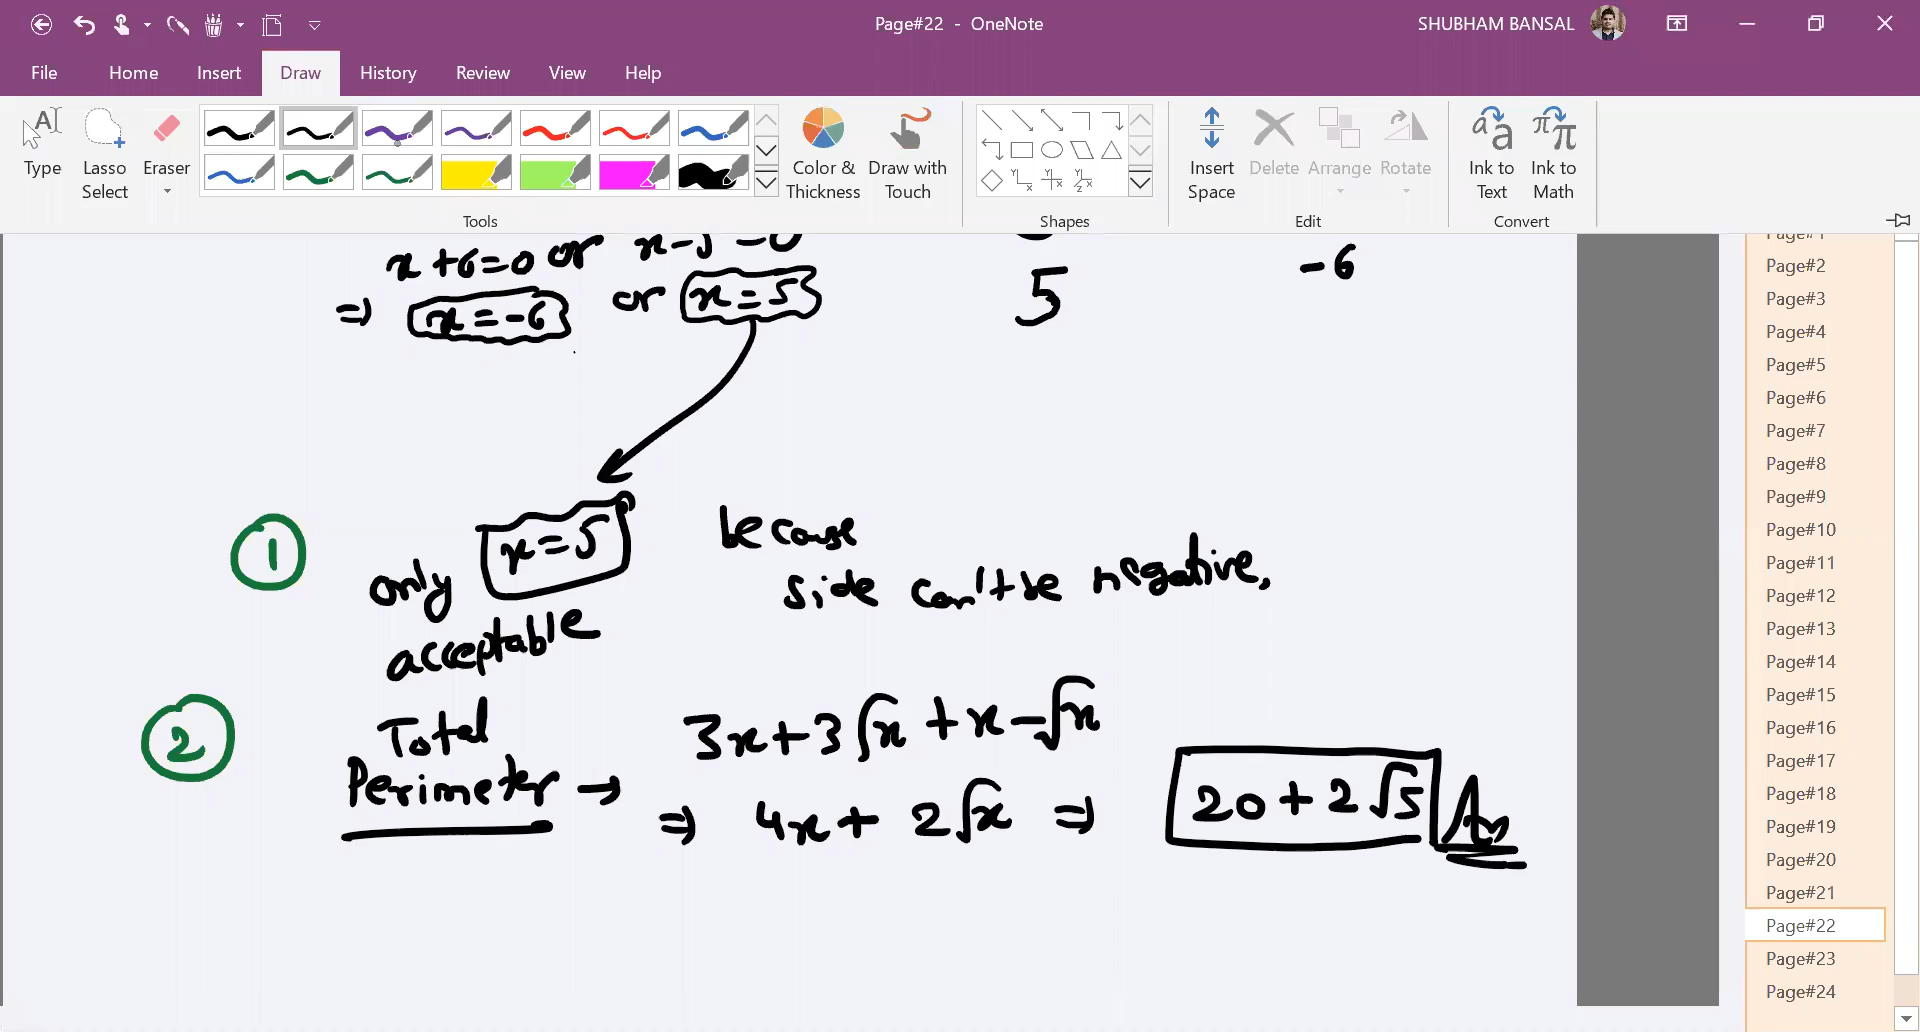 Page#22 - OneNote
SHUBHAM BANSAL
File Home Insert Draw History Review View Help
Type
Lasso Select
Eraser
Color & Thickness
Draw with Touch
Insert Space
Delete
Arrange
Rotate
Ink to Text
Ink to Math
Tools
Shapes
Edit
Convert
x+6=0 or x-5=0
⇒ x=-6 or x=5
5
-6
1
only x=5 because
acceptable side can't be negative,
2
Total 3x+3√x+x-√x
Perimeter → ⇒ 4x+2√x ⇒ 20+2√5 Ans
Page#1
Page#2
Page#3
Page#4
Page#5
Page#6
Page#7
Page#8
Page#9
Page#10
Page#11
Page#12
Page#13
Page#14
Page#15
Page#16
Page#17
Page#18
Page#19
Page#20
Page#21
Page#22
Page#23
Page#24